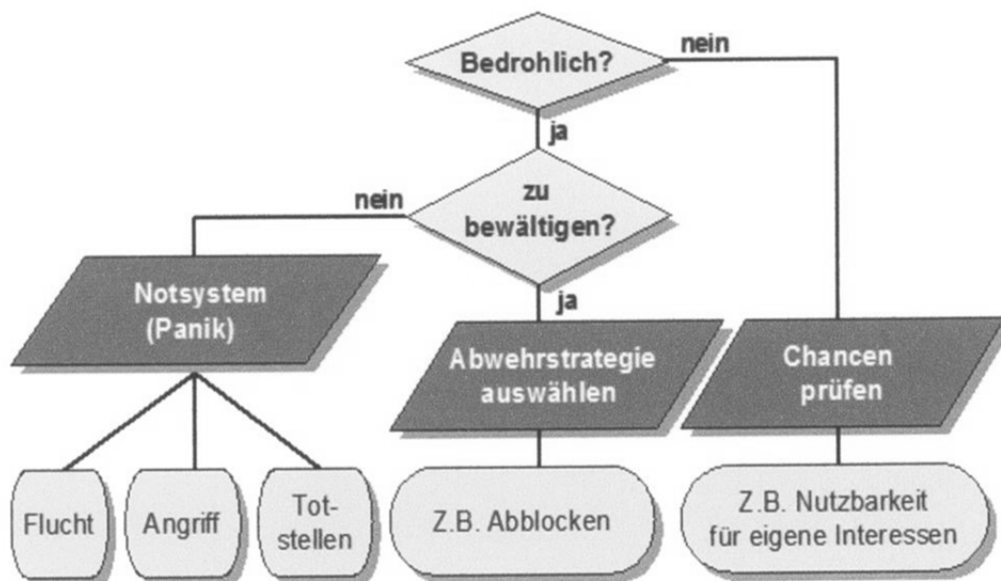 Bedrohlich?
nein
ja
zu
bewältigen?
nein
ja
Notsystem
(Panik)
Abwehrstrategie
auswählen
Chancen
prüfen
Flucht
Angriff
Tot-
stellen
Z.B. Abblocken
Z.B. Nutzbarkeit
für eigene Interessen